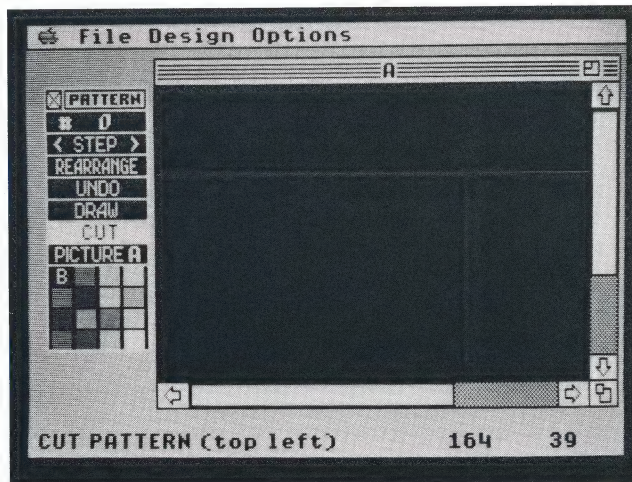 File Design Options
A
PATTERN
# 0
< STEP >
REARRANGE
UNDO
DRAW
CUT
PICTURE A
B
CUT PATTERN (top left) 164 39